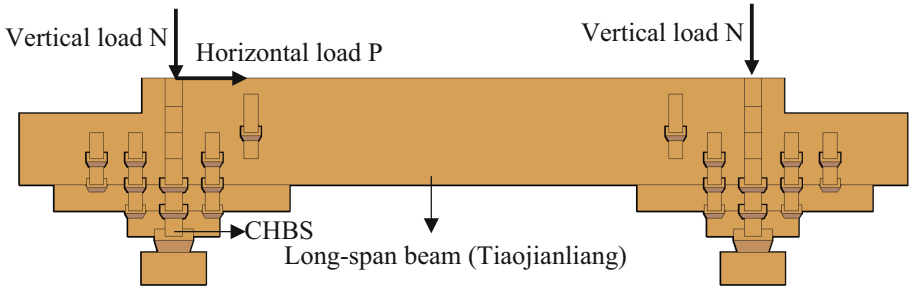 Vertical load N
Vertical load N
Horizontal load P
CHBS
Long-span beam (Tiaojianliang)